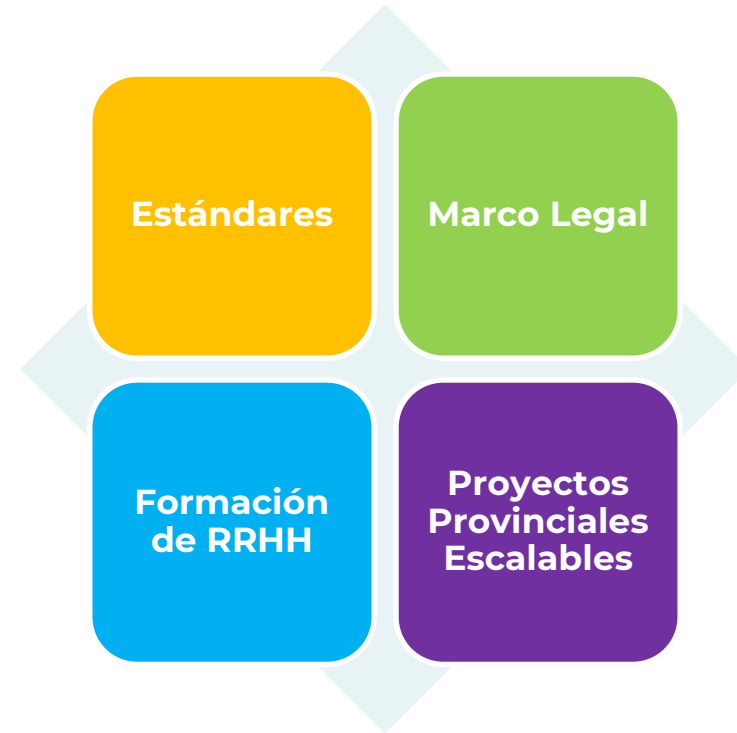 Estándares
Marco Legal
Formación
de RRHH
Proyectos
Provinciales
Escalables